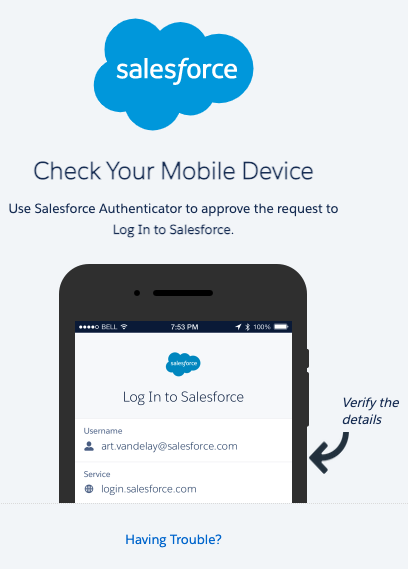 salesforce
Check Your Mobile Device
Use Salesforce Authenticator to approve the request to
Log In to Salesforce.
●●●●○ BELL 7:53 PM 100%
salesforce
Log In to Salesforce
Username
art.vandelay@salesforce.com
Service
login.salesforce.com
Verify the
details
Having Trouble?